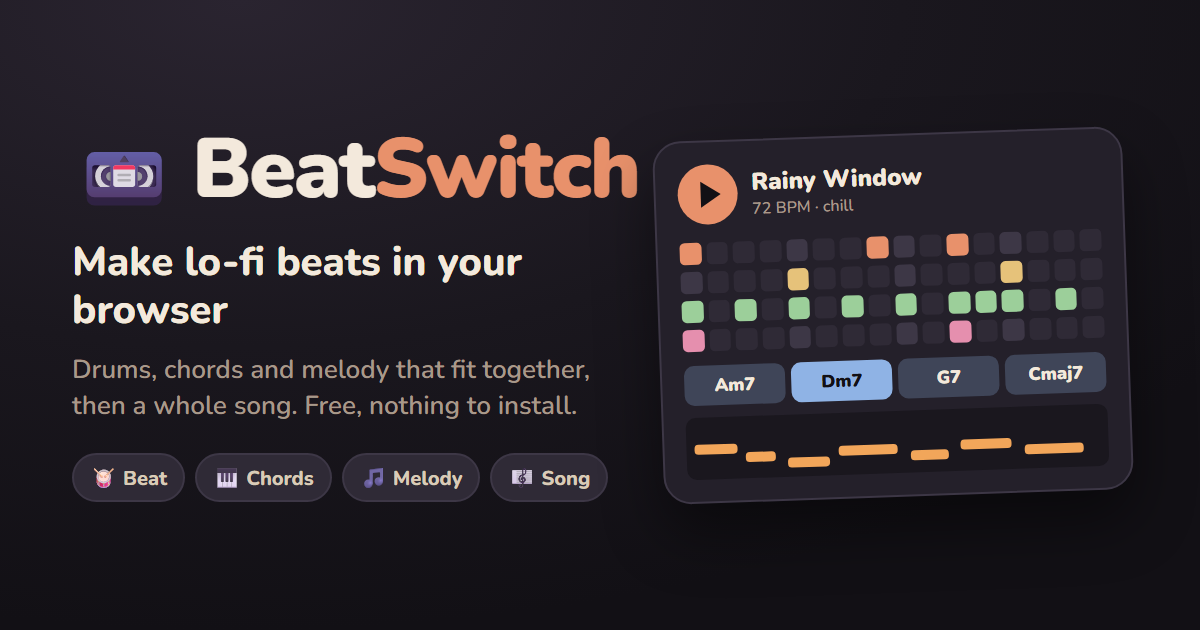 BeatSwitch
Make lo-fi beats in your
browser
Drums, chords and melody that fit together,
then a whole song. Free, nothing to install.
Beat Chords Melody Song
Rainy Window
72 BPM · chill
Am7 Dm7 G7 Cmaj7